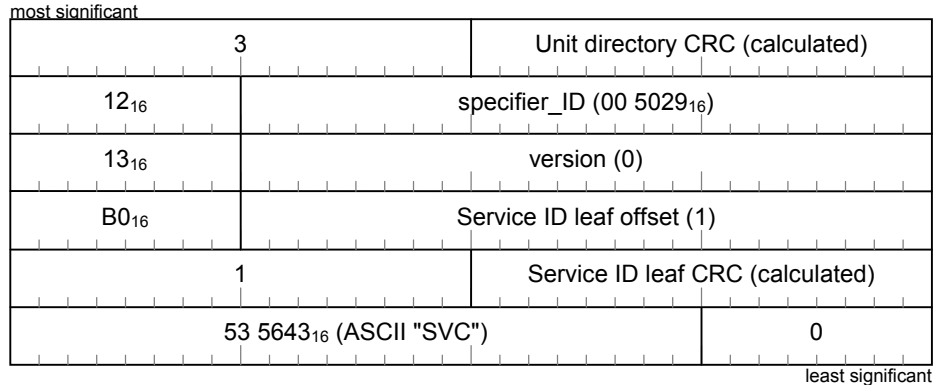 most significant
3 Unit directory CRC (calculated)
12₁₆ specifier_ID (00 5029₁₆)
13₁₆ version (0)
B0₁₆ Service ID leaf offset (1)
1 Service ID leaf CRC (calculated)
53 5643₁₆ (ASCII "SVC") 0
least significant